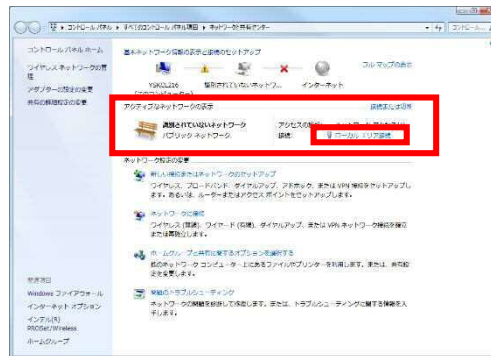 コントロール パネル ▸ すべてのコントロール パネル項目 ▸ ネットワークと共有センター
コントロール パネル ホーム
ワイヤレス ネットワークの管理
アダプターの設定の変更
共有の詳細設定の変更
基本ネットワーク情報の表示と接続のセットアップ
フル マップの表示
YSKCL216
(このコンピューター)
識別されていないネットワ...
インターネット
アクティブなネットワークの表示
接続または切断
識別されていないネットワーク
パブリック ネットワーク
アクセスの種類:
接続:
ローカル エリア接続
ネットワーク設定の変更
新しい接続またはネットワークのセットアップ
ワイヤレス、ブロードバンド、ダイヤルアップ、アドホック、または VPN 接続をセットアップし
ます。あるいは、ルーターまたはアクセス ポイントをセットアップします。
ネットワークに接続
ワイヤレス (無線)、ワイヤード (有線)、ダイヤルアップ、または VPN ネットワーク接続を確立
または再確立します。
ホームグループと共有に関するオプションを選択する
他のネットワーク コンピューター上にあるファイルやプリンターを利用します。または、共有設
定を変更します。
問題のトラブルシューティング
ネットワークの問題を診断して修復します。または、トラブルシューティングに関する情報を入
手します。
関連項目
Windows ファイアウォール
インターネット オプション
インテル(R)
PROSet/Wireless
ホームグループ